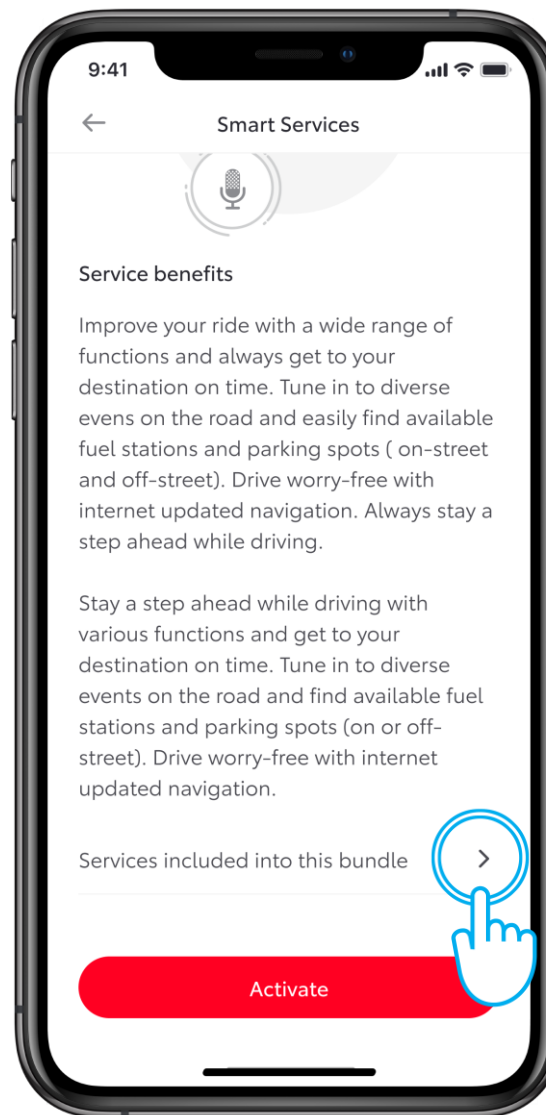 9:41
Smart Services
Service benefits
Improve your ride with a wide range of
functions and always get to your
destination on time. Tune in to diverse
evens on the road and easily find available
fuel stations and parking spots ( on-street
and off-street). Drive worry-free with
internet updated navigation. Always stay a
step ahead while driving.
Stay a step ahead while driving with
various functions and get to your
destination on time. Tune in to diverse
events on the road and find available fuel
stations and parking spots (on or off-
street). Drive worry-free with internet
updated navigation.
Services included into this bundle
Activate